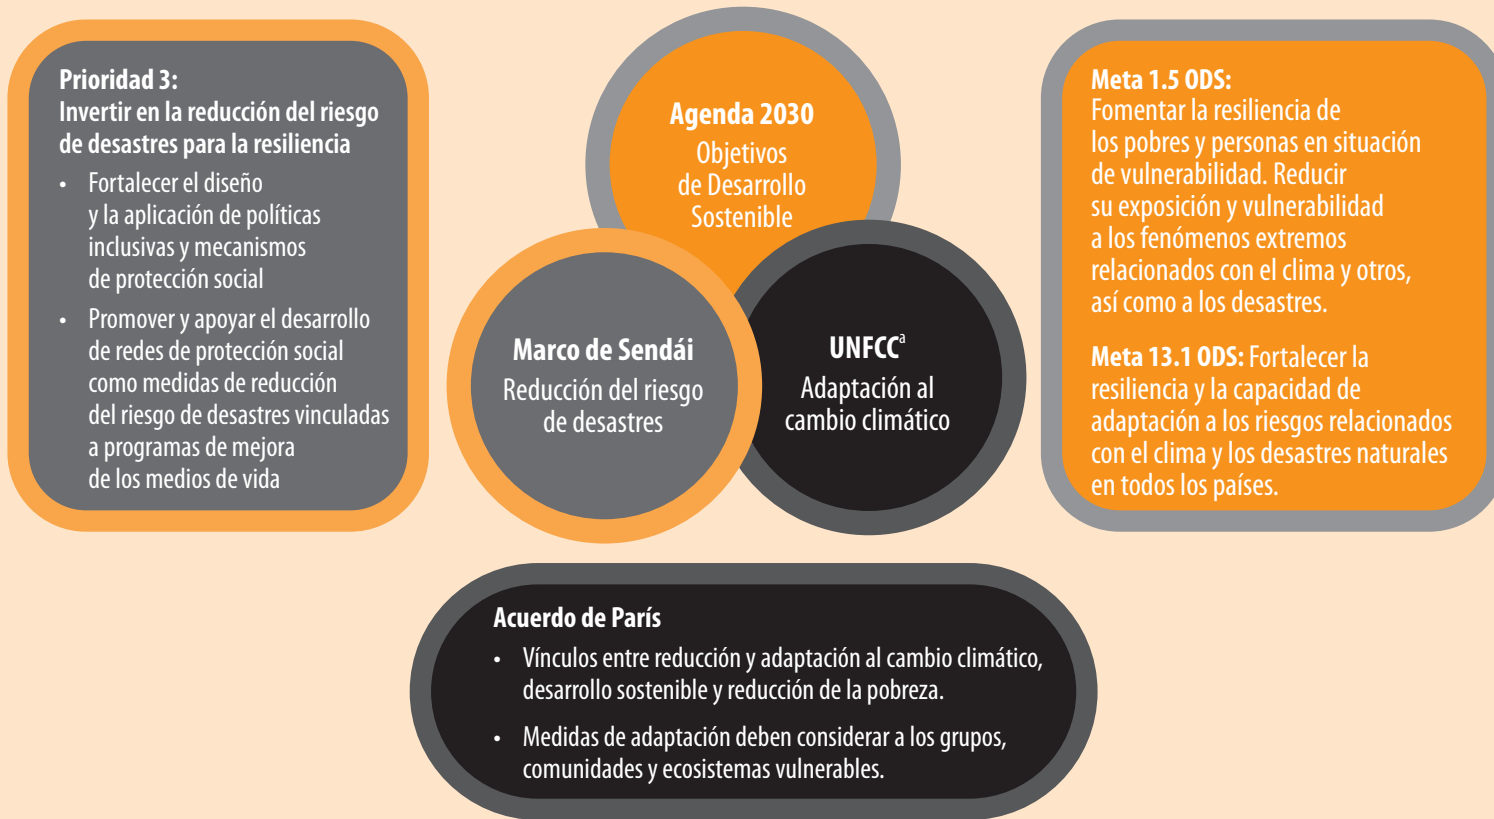 Prioridad 3:
Invertir en la reducción del riesgo
de desastres para la resiliencia
• Fortalecer el diseño
y la aplicación de políticas
inclusivas y mecanismos
de protección social
• Promover y apoyar el desarrollo
de redes de protección social
como medidas de reducción
del riesgo de desastres vinculadas
a programas de mejora
de los medios de vida
Agenda 2030
Objetivos
de Desarrollo
Sostenible
Marco de Sendái
Reducción del riesgo
de desastres
UNFCCª
Adaptación al
cambio climático
Meta 1.5 ODS:
Fomentar la resiliencia de
los pobres y personas en situación
de vulnerabilidad. Reducir
su exposición y vulnerabilidad
a los fenómenos extremos
relacionados con el clima y otros,
así como a los desastres.
Meta 13.1 ODS: Fortalecer la
resiliencia y la capacidad de
adaptación a los riesgos relacionados
con el clima y los desastres naturales
en todos los países.
Acuerdo de París
• Vínculos entre reducción y adaptación al cambio climático,
desarrollo sostenible y reducción de la pobreza.
• Medidas de adaptación deben considerar a los grupos,
comunidades y ecosistemas vulnerables.